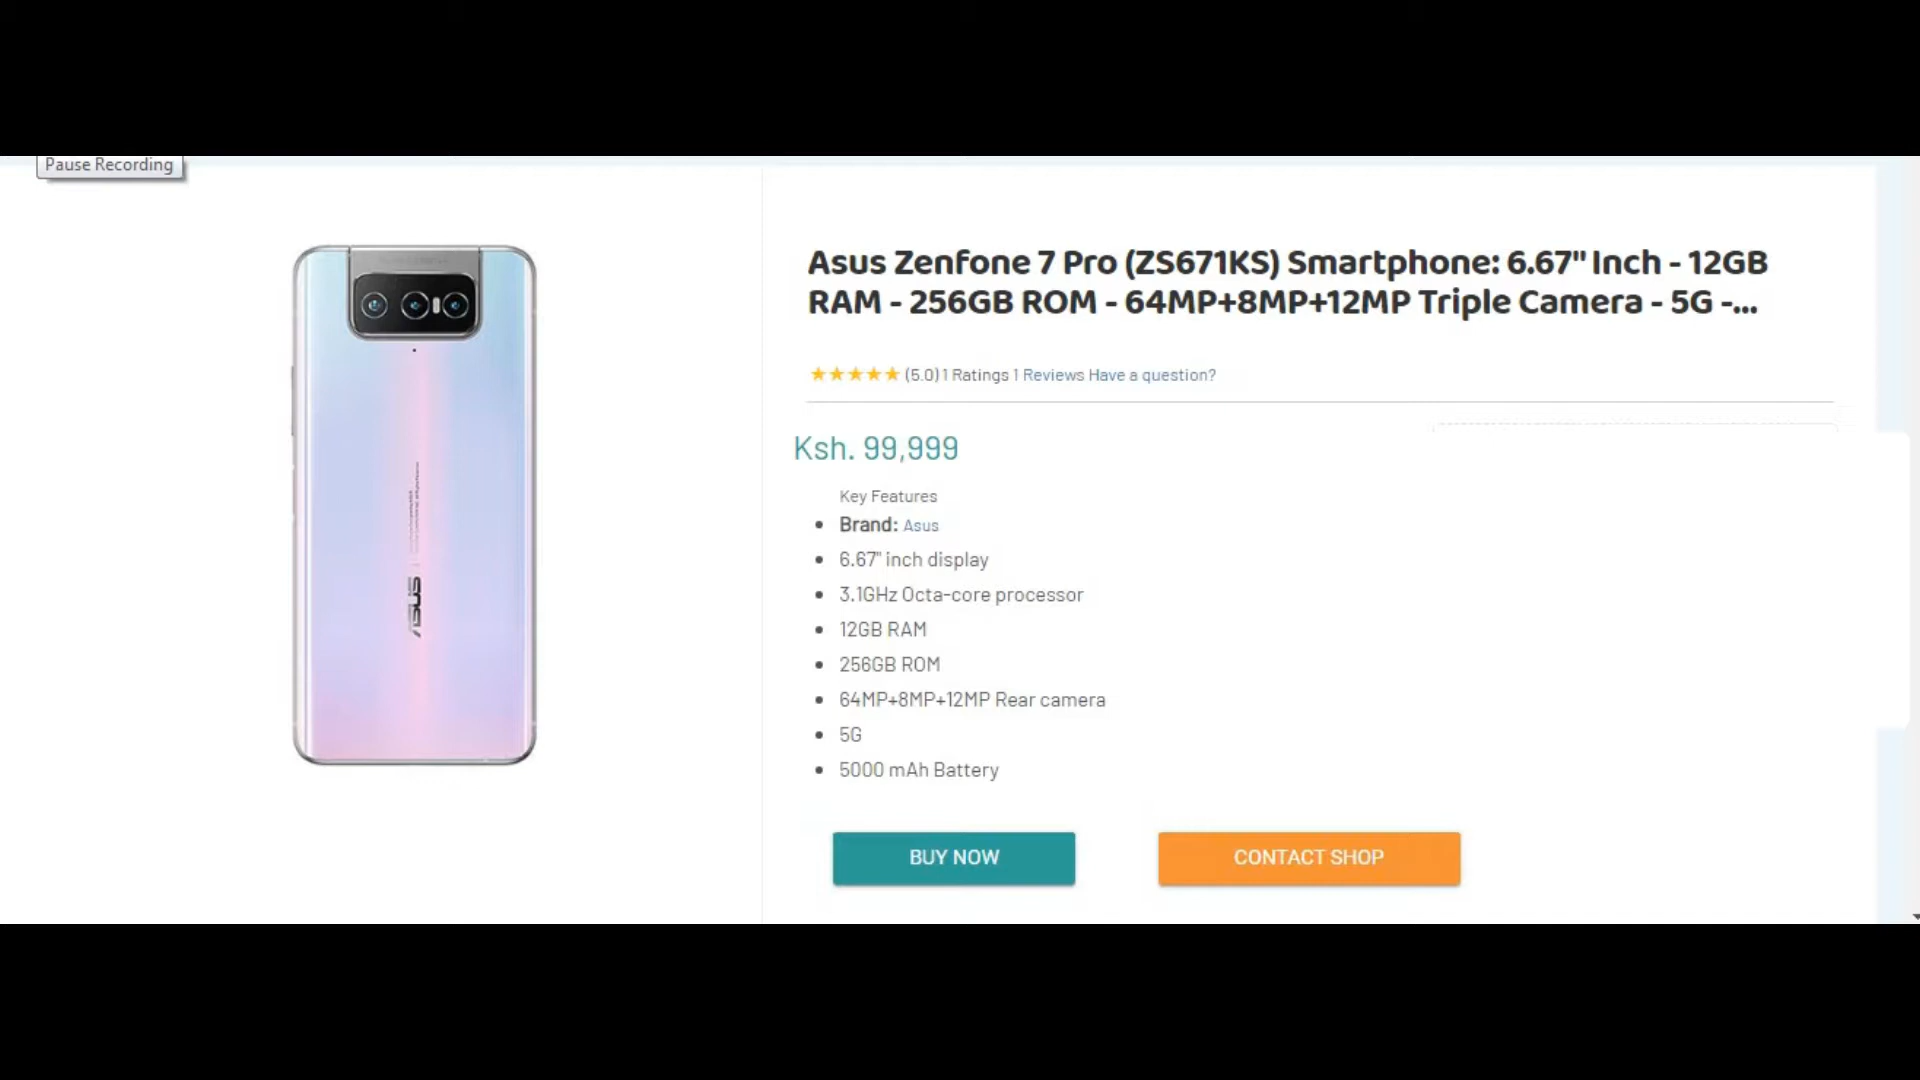 Pause Recording
Asus Zenfone 7 Pro (ZS671KS) Smartphone: 6.67" Inch - 12GB
RAM - 256GB ROM - 64MP+8MP+12MP Triple Camera - 5G -...
(5.0) 1 Ratings 1 Reviews Have a question?
Ksh. 99,999
Key Features
Brand: Asus
6.67" inch display
3.1GHz Octa-core processor
12GB RAM
256GB ROM
64MP+8MP+12MP Rear camera
5G
5000 mAh Battery
BUY NOW
CONTACT SHOP
ASUS